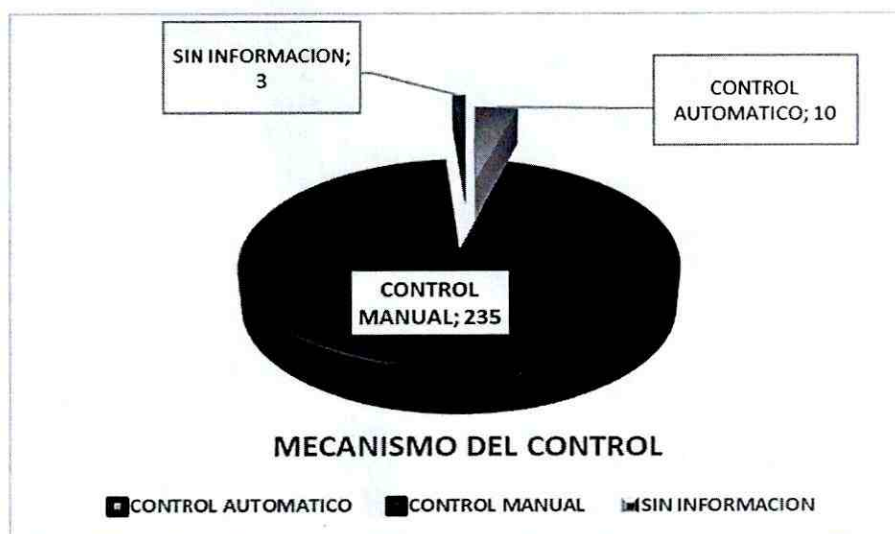 SIN INFORMACION;
3
CONTROL
AUTOMATICO; 10
CONTROL
MANUAL; 235
MECANISMO DEL CONTROL
CONTROL AUTOMATICO CONTROL MANUAL SIN INFORMACION